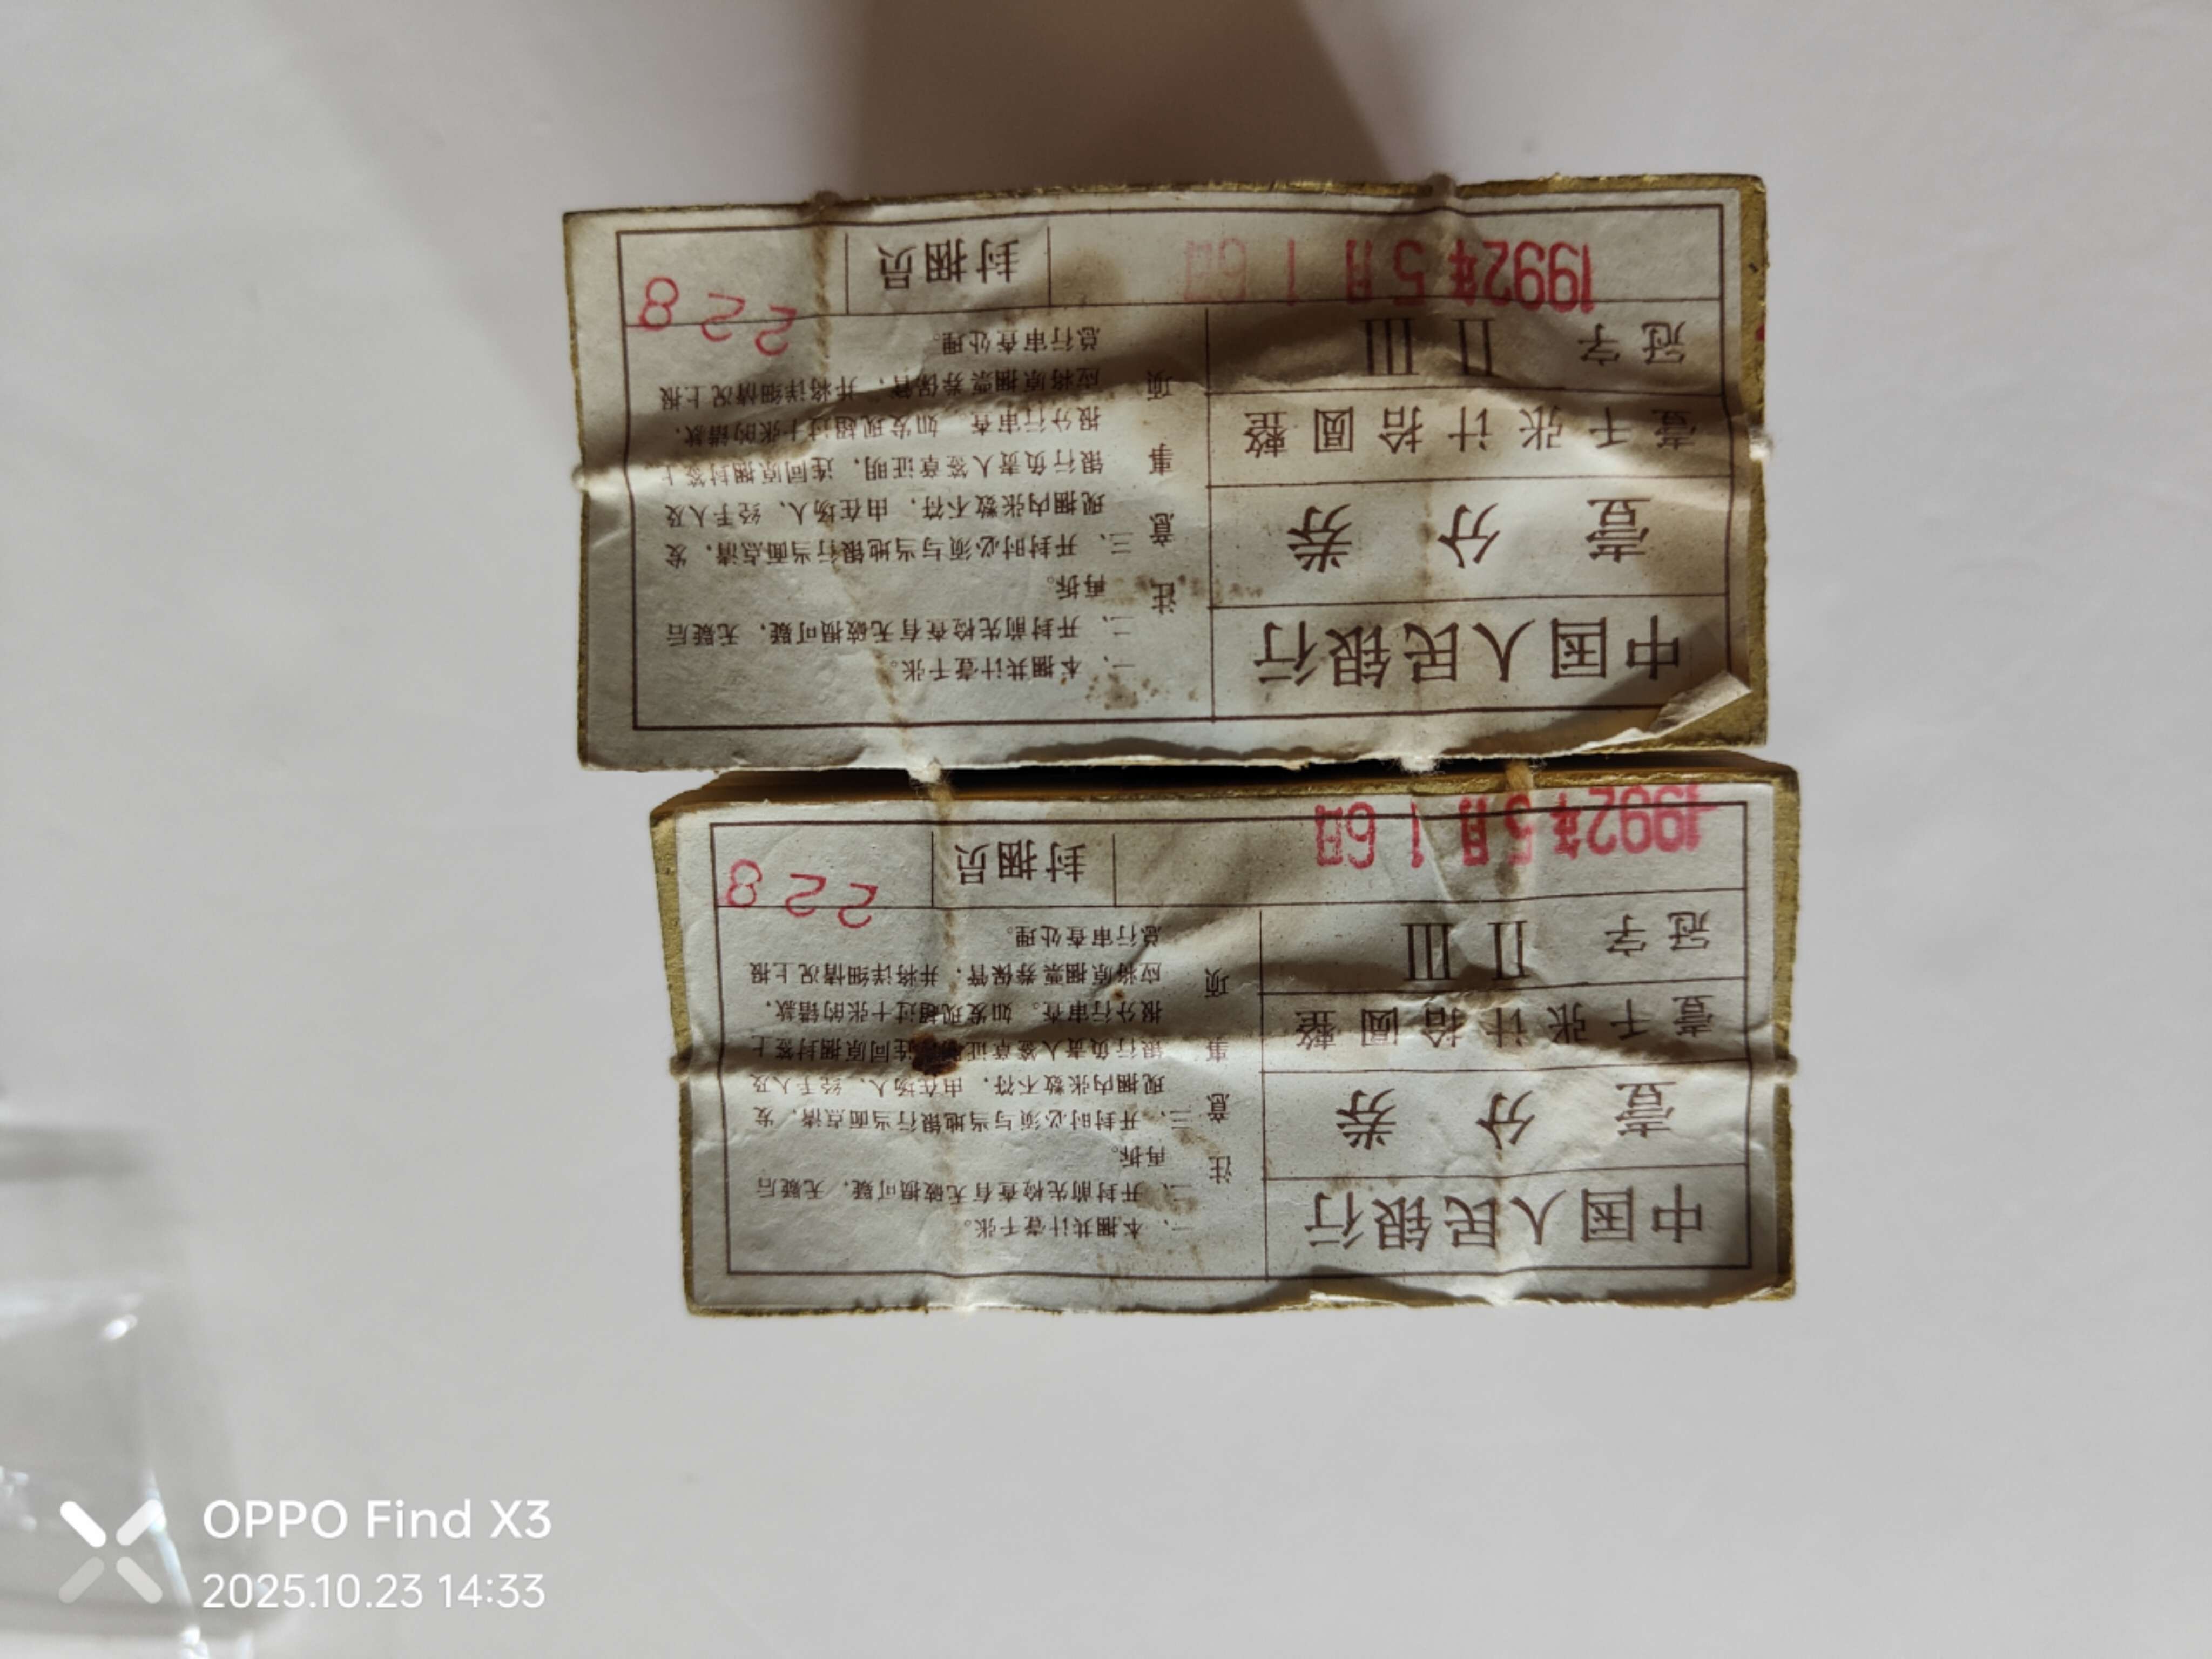 中国人民银行
壹分券
壹千张计拾圆整
冠字 II III
注意事项
一、本捆共计壹千张。
二、开封前先检查有无破损可疑，无疑后
再拆。
三、开封时必须与当地银行当面点清，发
现捆内张数不符，由在场人、经手人及
银行负责人签章证明，连同原捆封签上
报分行审查。如发现超过十张的错款，
应将原捆票券保管，并将详细情况上报
总行审查处理。
1992年5月16日 封捆员 228
中国人民银行
壹分券
壹千张计拾圆整
冠字 II III
注意事项
一、本捆共计壹千张。
二、开封前先检查有无破损可疑，无疑后
再拆。
三、开封时必须与当地银行当面点清，发
现捆内张数不符，由在场人、经手人及
银行负责人签章证明，连同原捆封签上
报分行审查。如发现超过十张的错款，
应将原捆票券保管，并将详细情况上报
总行审查处理。
1992年5月16日 封捆员 228
OPPO Find X3
2025.10.23 14:33